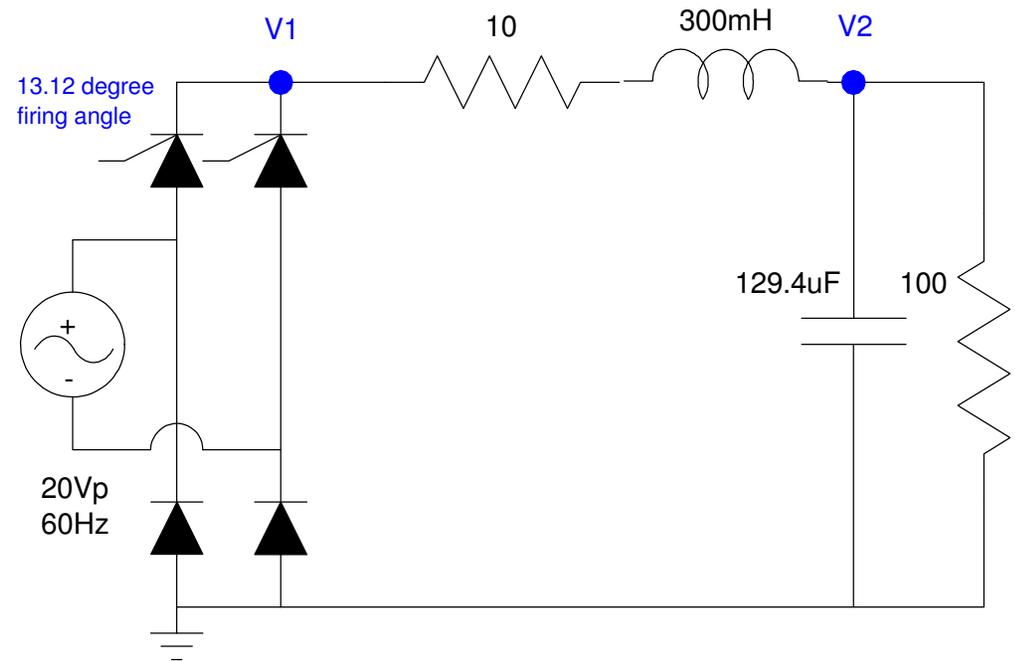 V1
10
300mH
V2
13.12 degree
firing angle
+
-
129.4uF
100
20Vp
60Hz